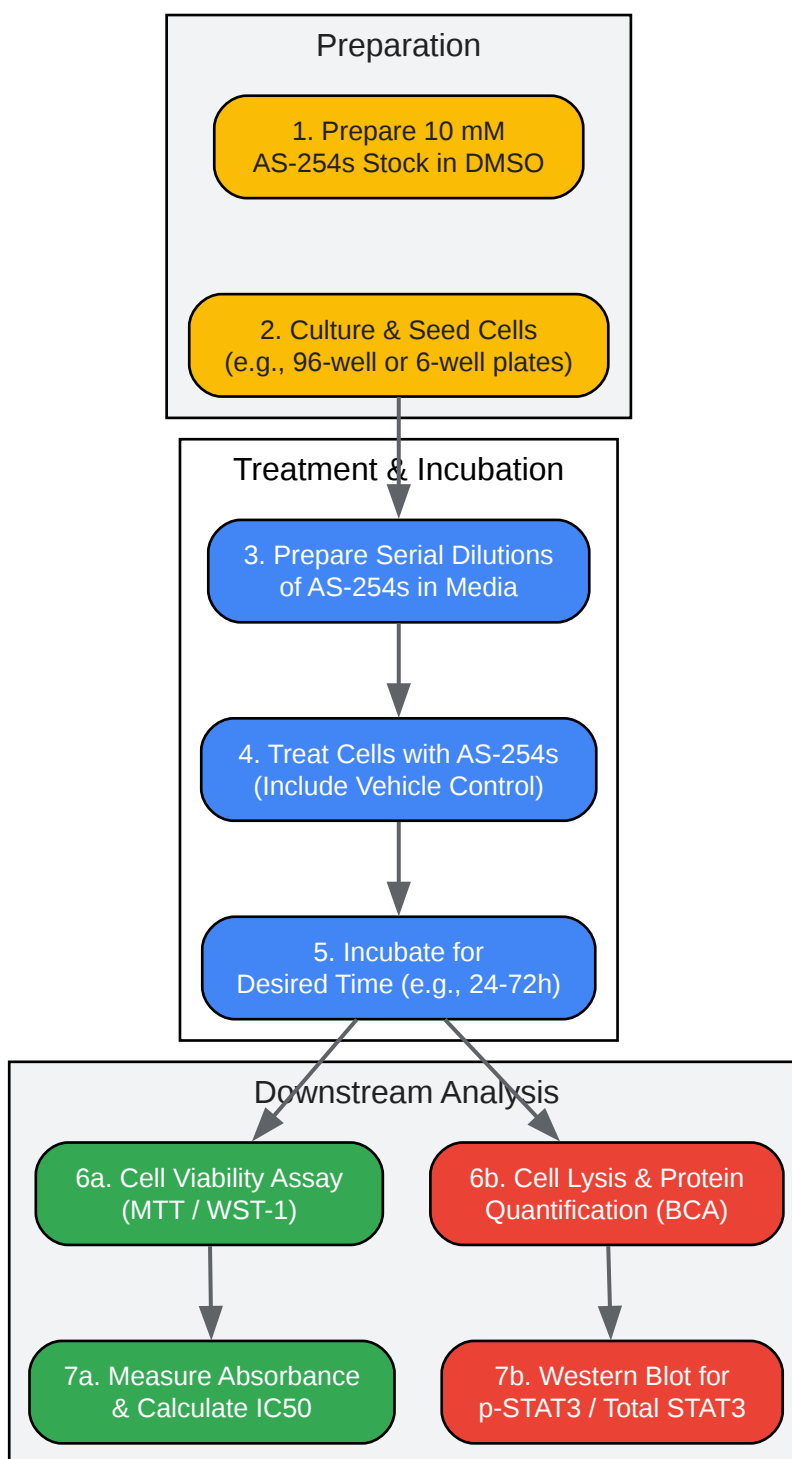 Preparation
1. Prepare 10 mM
AS-254s Stock in DMSO
2. Culture & Seed Cells
(e.g., 96-well or 6-well plates)
Treatment & Incubation
3. Prepare Serial Dilutions
of AS-254s in Media
4. Treat Cells with AS-254s
(Include Vehicle Control)
5. Incubate for
Desired Time (e.g., 24-72h)
Downstream Analysis
6a. Cell Viability Assay
(MTT / WST-1)
6b. Cell Lysis & Protein
Quantification (BCA)
7a. Measure Absorbance
& Calculate IC50
7b. Western Blot for
p-STAT3 / Total STAT3